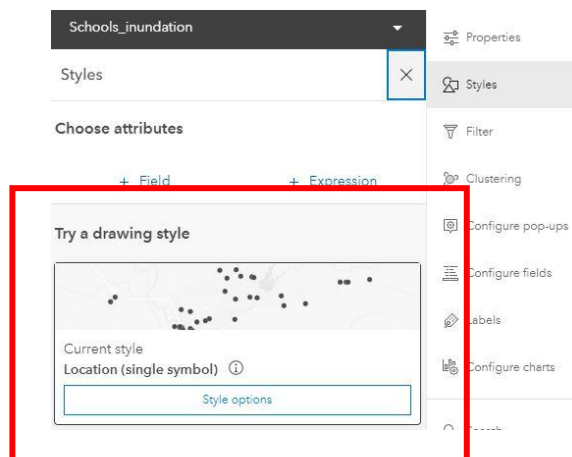 Schools_inundation
Styles
Choose attributes
+ Field
+ Expression
Try a drawing style
Current style
Location (single symbol)
Style options
Properties
Styles
Filter
Clustering
Configure pop-ups
Configure fields
Labels
Configure charts